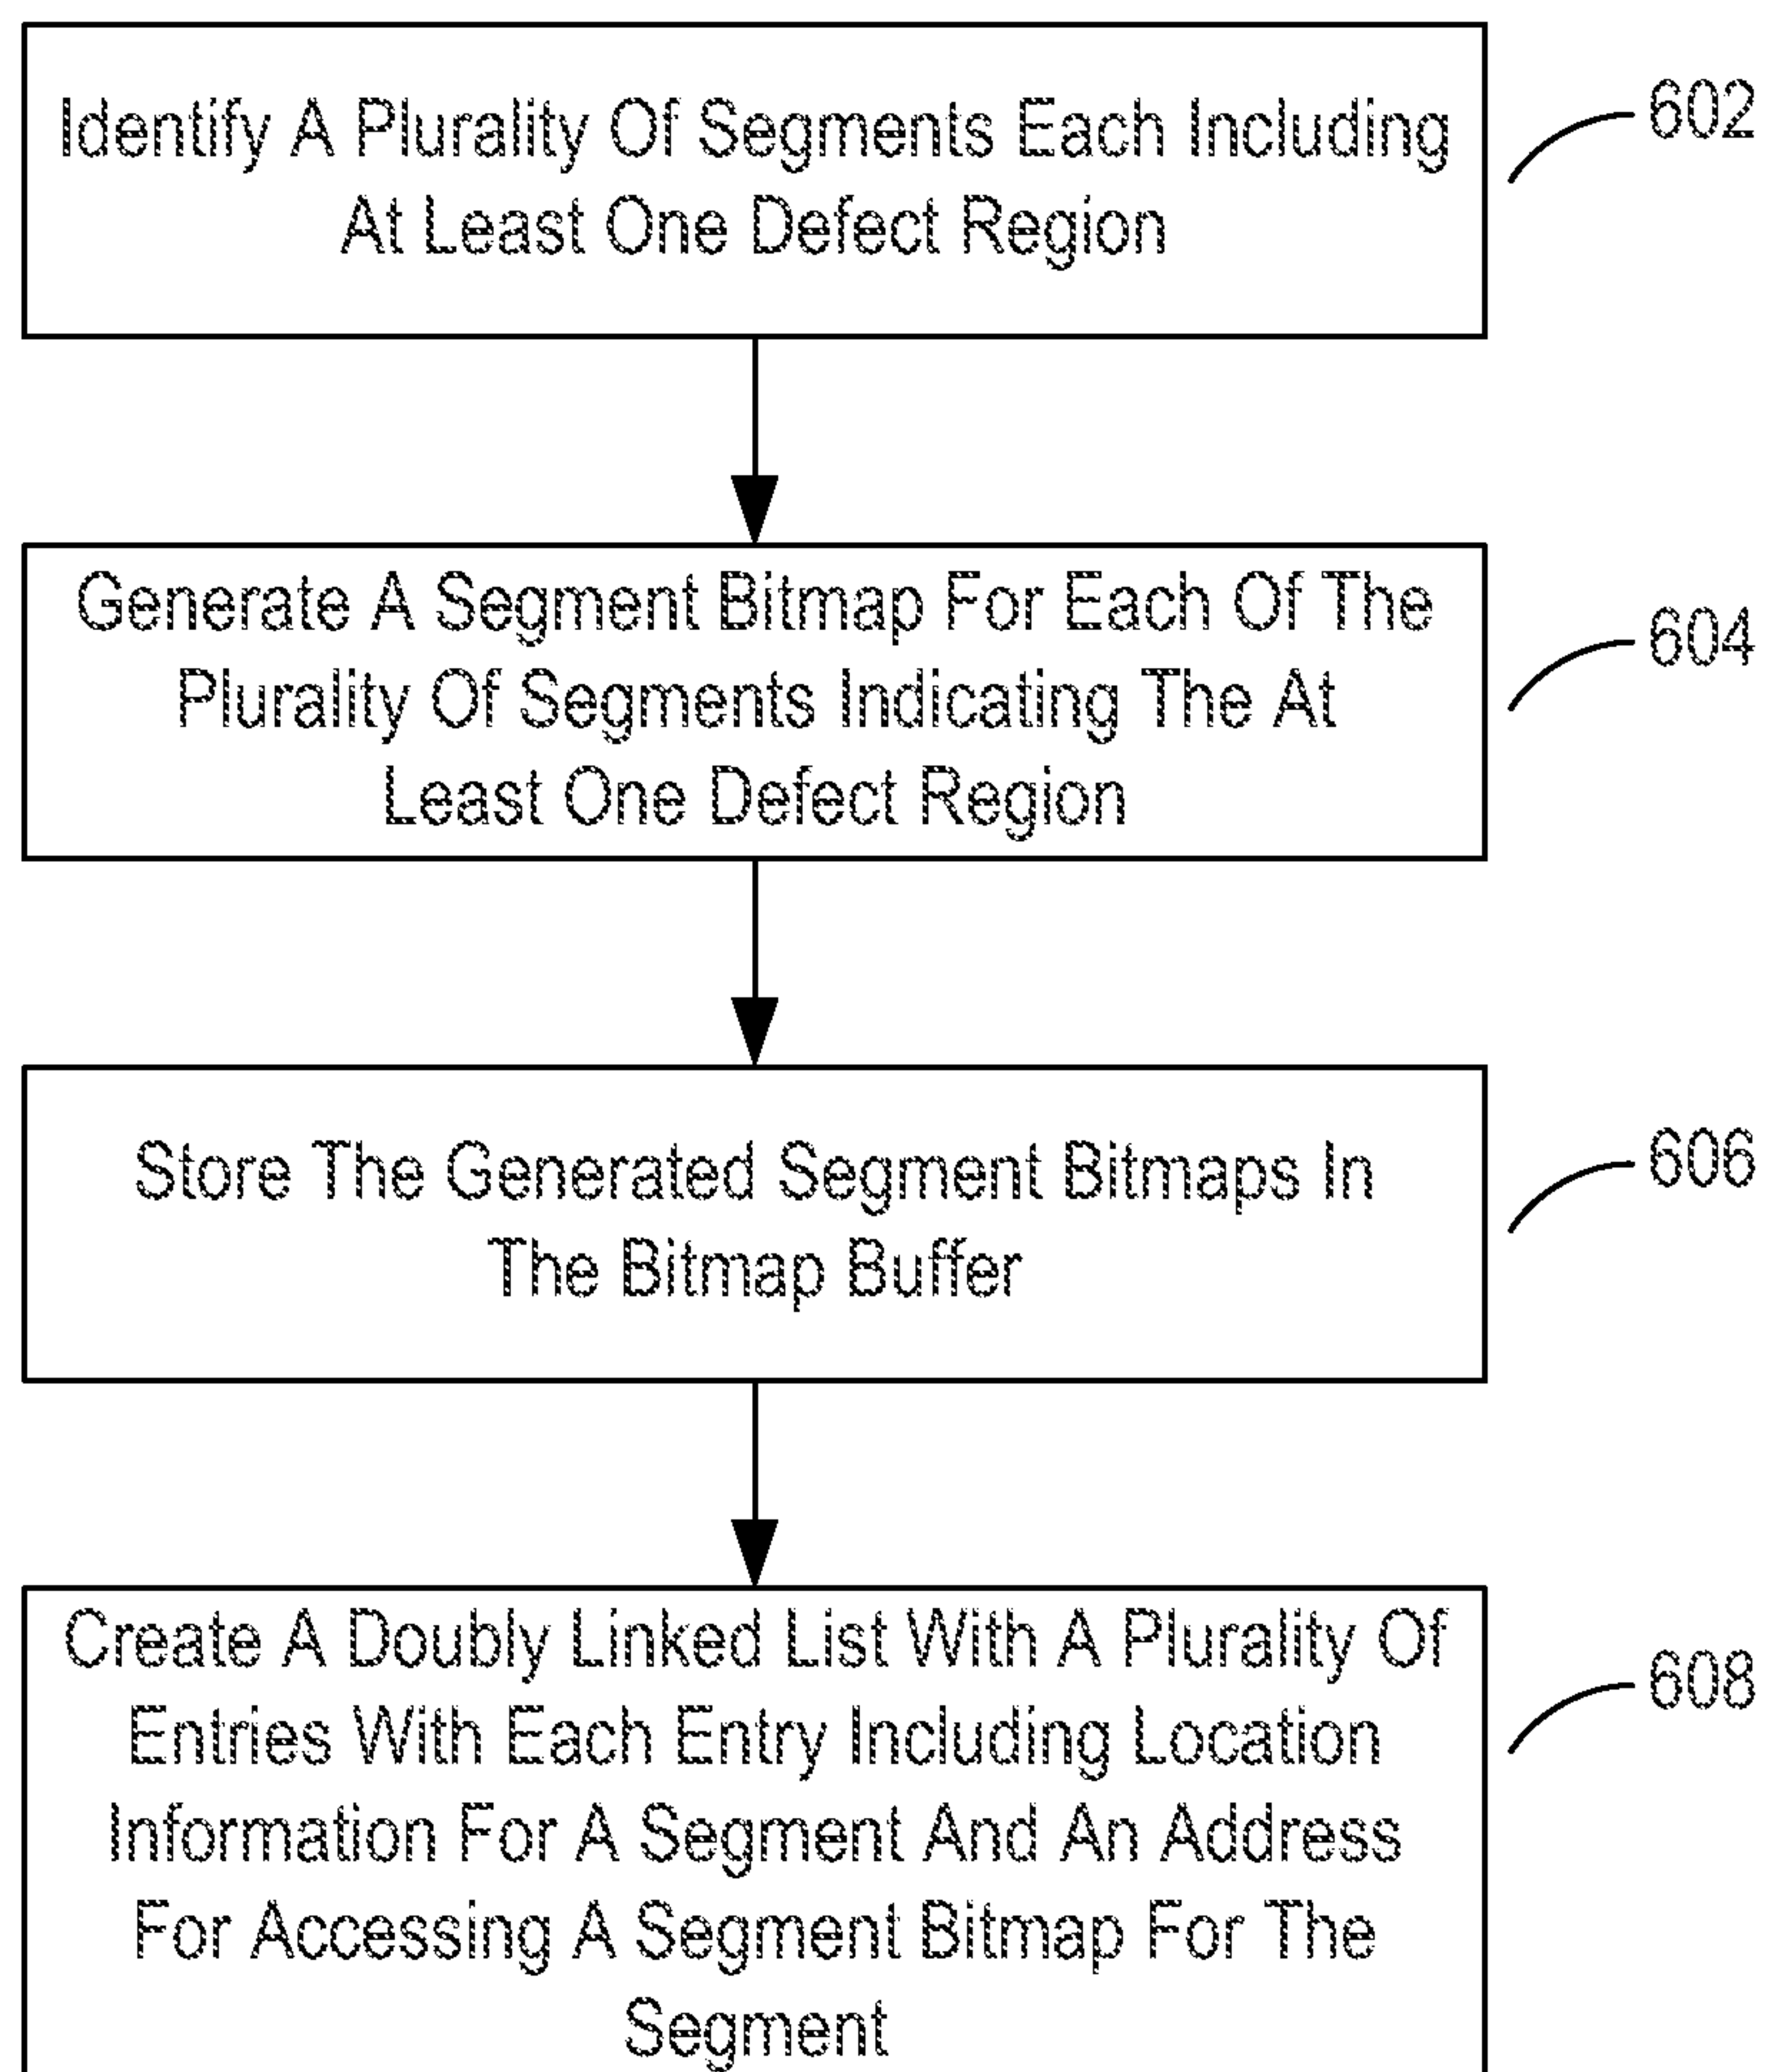 Identify A Plurality Of Segments Each Including
At Least One Defect Region
602
Generate A Segment Bitmap For Each Of The
Plurality Of Segments Indicating The At
Least One Defect Region
604
Store The Generated Segment Bitmaps In
The Bitmap Buffer
606
Create A Doubly Linked List With A Plurality Of
Entries With Each Entry Including Location
Information For A Segment And An Address
For Accessing A Segment Bitmap For The
Segment
608